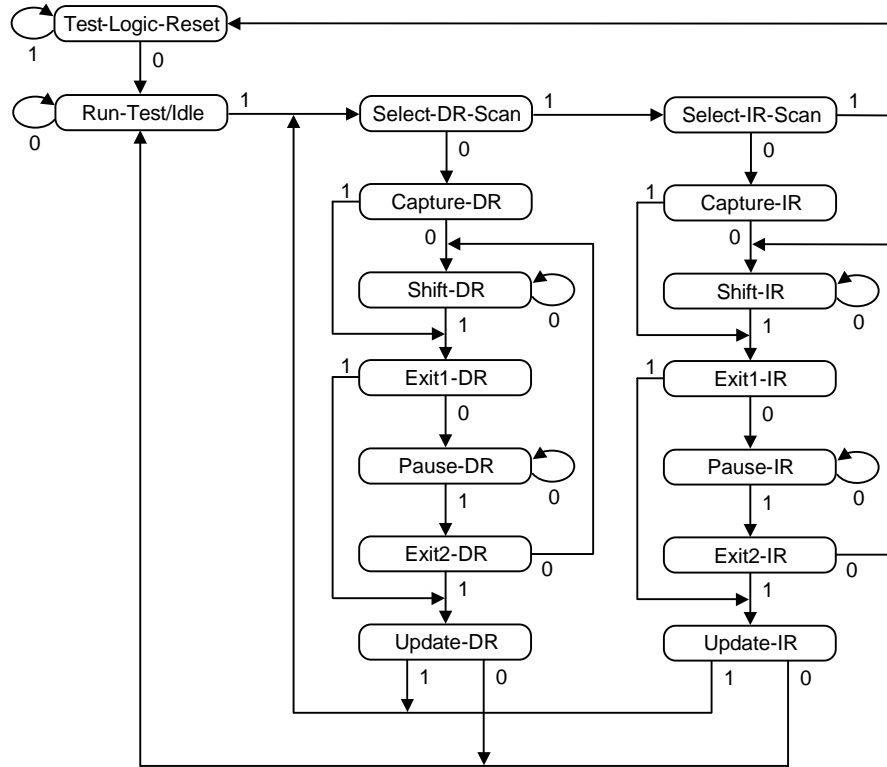 Test-Logic-Reset
1
0
Run-Test/Idle
1
Select-DR-Scan
1
Select-IR-Scan
1
0
0
0
1
Capture-DR
1
Capture-IR
0
0
Shift-DR
Shift-IR
1
0
1
0
1
Exit1-DR
1
Exit1-IR
0
0
Pause-DR
Pause-IR
1
0
1
0
Exit2-DR
0
Exit2-IR
0
1
1
Update-DR
Update-IR
1
0
1
0